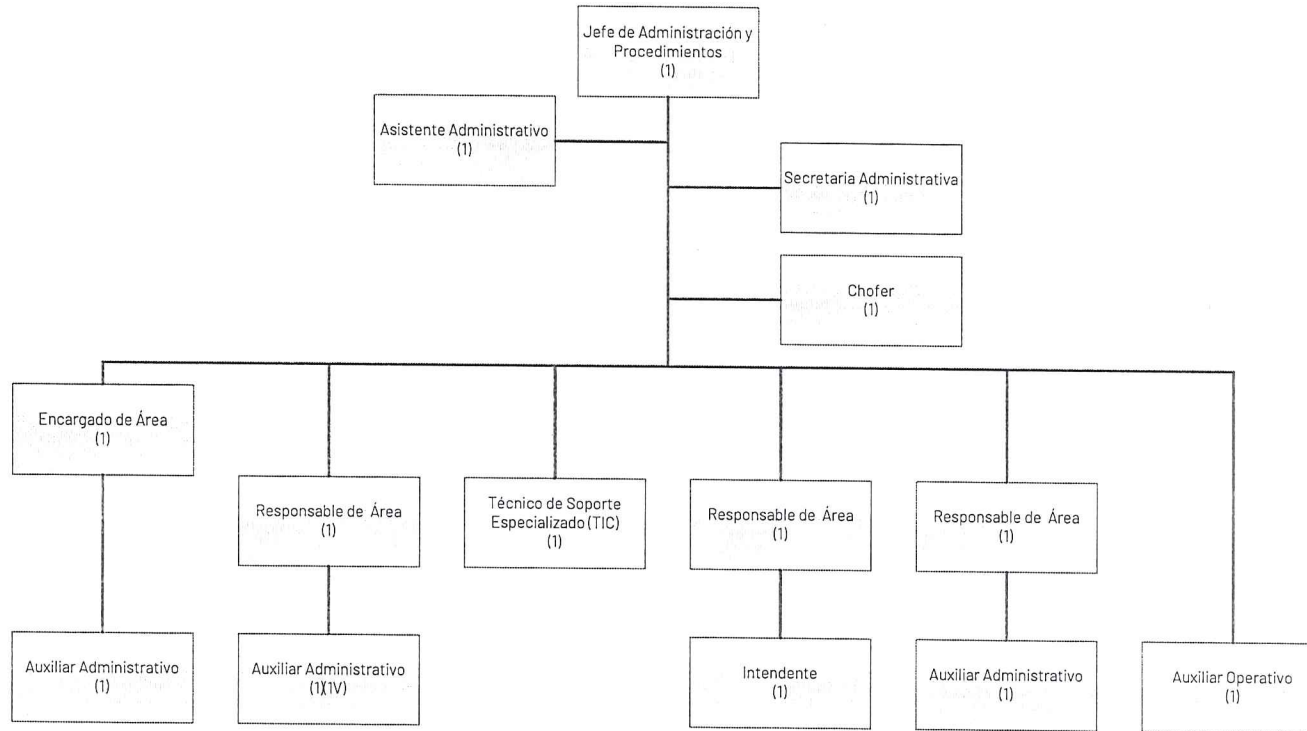 Jefe de Administración y
Procedimientos
(1)
Asistente Administrativo
(1)
Secretaria Administrativa
(1)
Chofer
(1)
Encargado de Área
(1)
Responsable de Área
(1)
Técnico de Soporte
Especializado (TIC)
(1)
Responsable de Área
(1)
Responsable de Área
(1)
Auxiliar Administrativo
(1)
Auxiliar Administrativo
(1)(1V)
Intendente
(1)
Auxiliar Administrativo
(1)
Auxiliar Operativo
(1)